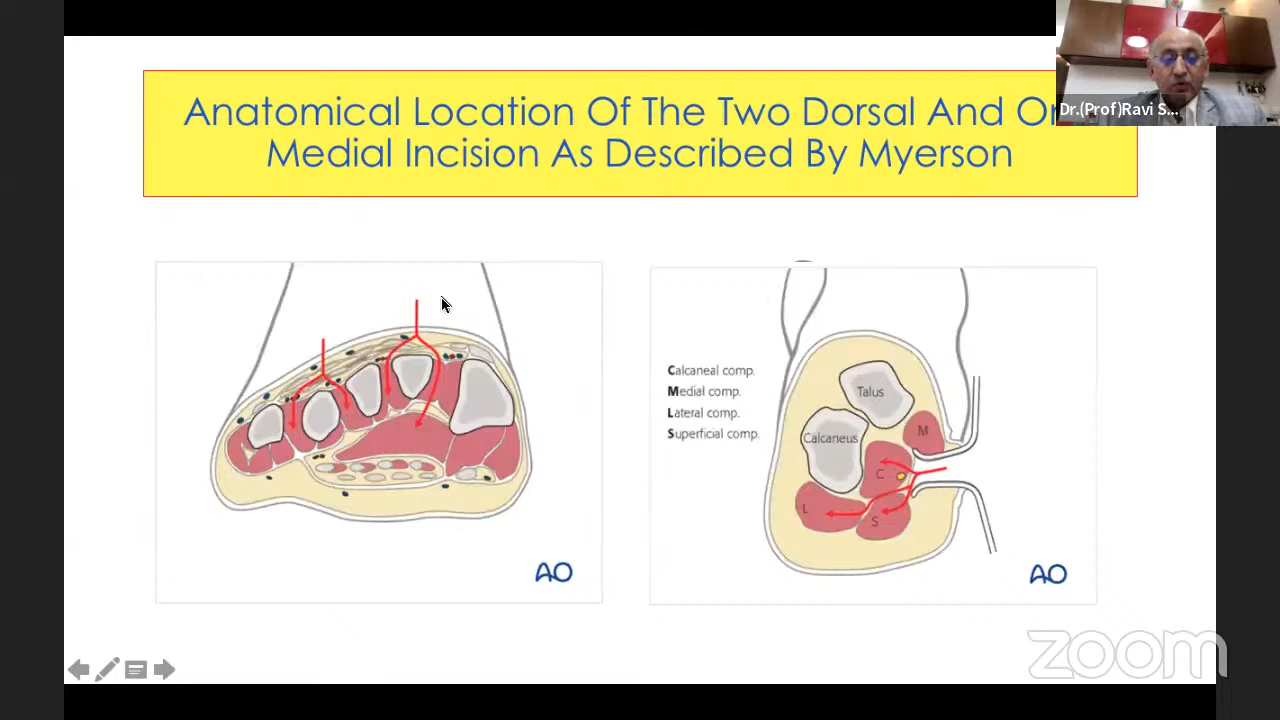 Anatomical Location Of The Two Dorsal And
Medial Incision As Described By Myerson
Dr.(Prof)Ravi S...
Calcaneal comp.
Medial comp.
Lateral comp.
Superficial comp.
Talus
Calcaneus
M
C
L
S
AO
AO
zoom